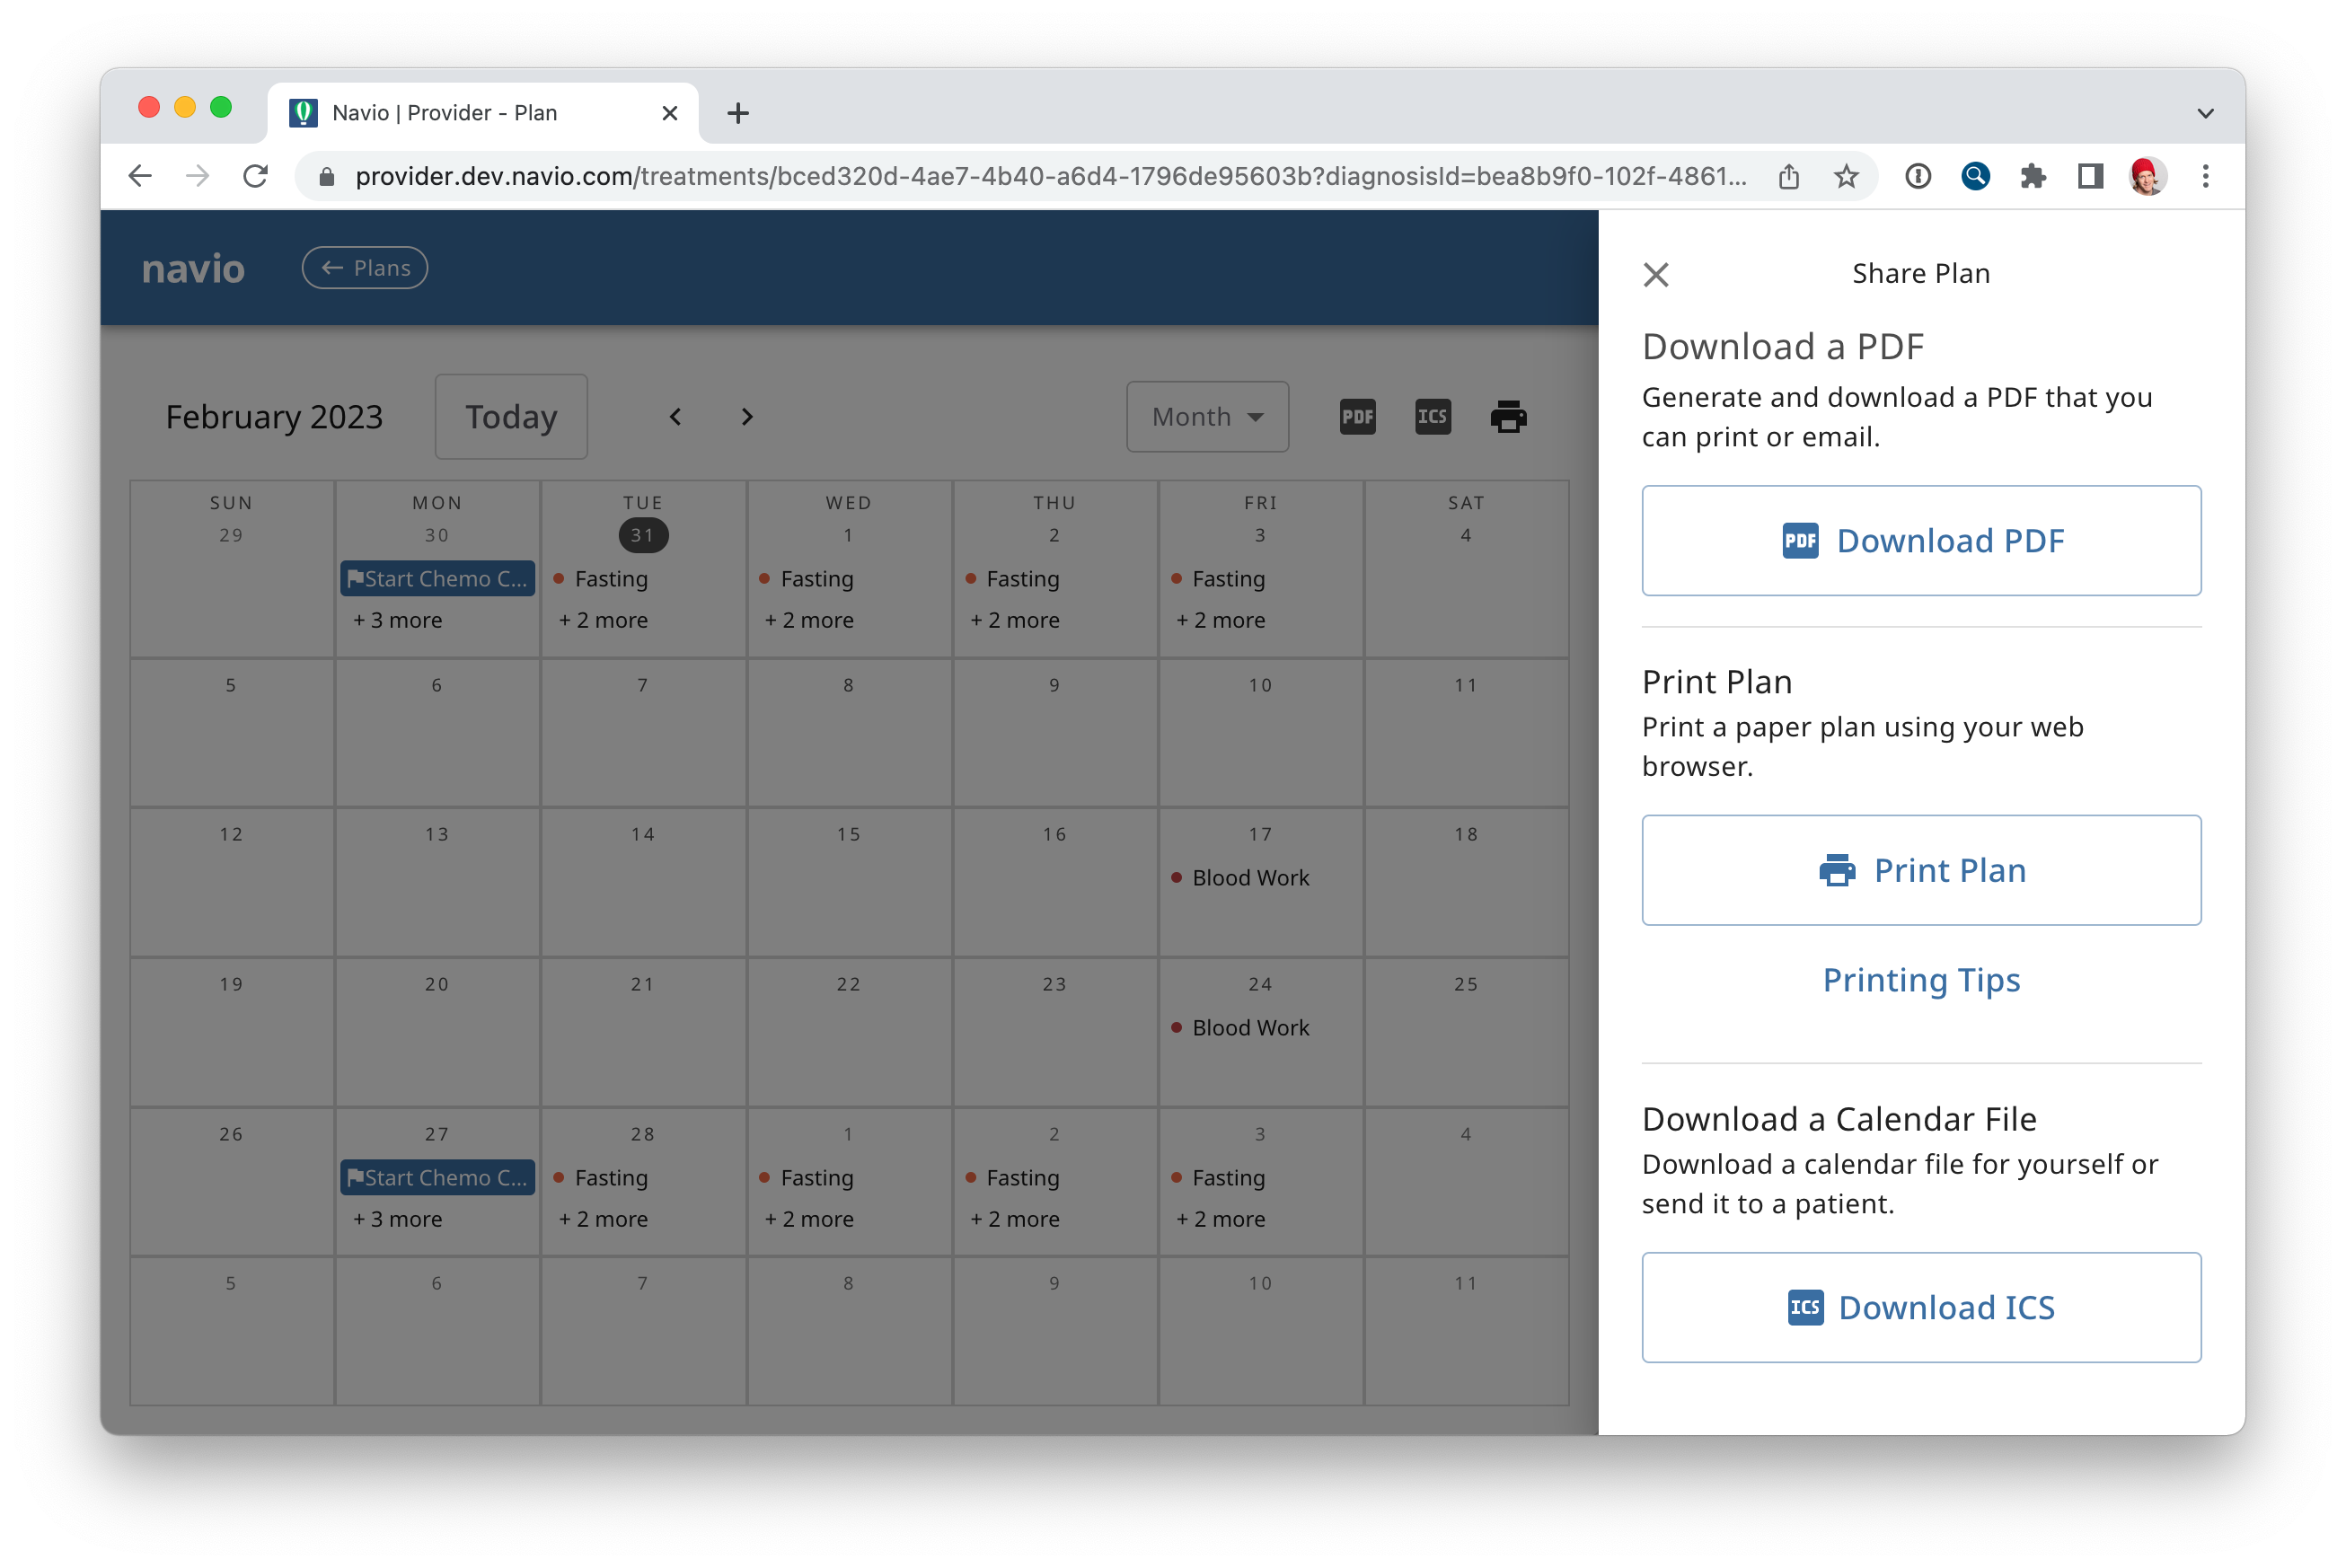 Navio | Provider - Plan
provider.dev.navio.com/treatments/bced320d-4ae7-4b40-a6d4-1796de95603b?diagnosisId=bea8b9f0-102f-4861...
navio
← Plans
February 2023
Today
Month
PDF
ICS
SUN MON TUE WED THU FRI SAT
29 30 31 1 2 3 4
Start Chemo C... Fasting Fasting Fasting Fasting
+ 3 more + 2 more + 2 more + 2 more + 2 more
5 6 7 8 9 10 11
12 13 14 15 16 17 18
Blood Work
19 20 21 22 23 24 25
Blood Work
26 27 28 1 2 3 4
Start Chemo C... Fasting Fasting Fasting Fasting
+ 3 more + 2 more + 2 more + 2 more + 2 more
5 6 7 8 9 10 11
Share Plan
Download a PDF
Generate and download a PDF that you
can print or email.
PDF Download PDF
Print Plan
Print a paper plan using your web
browser.
Print Plan
Printing Tips
Download a Calendar File
Download a calendar file for yourself or
send it to a patient.
ICS Download ICS